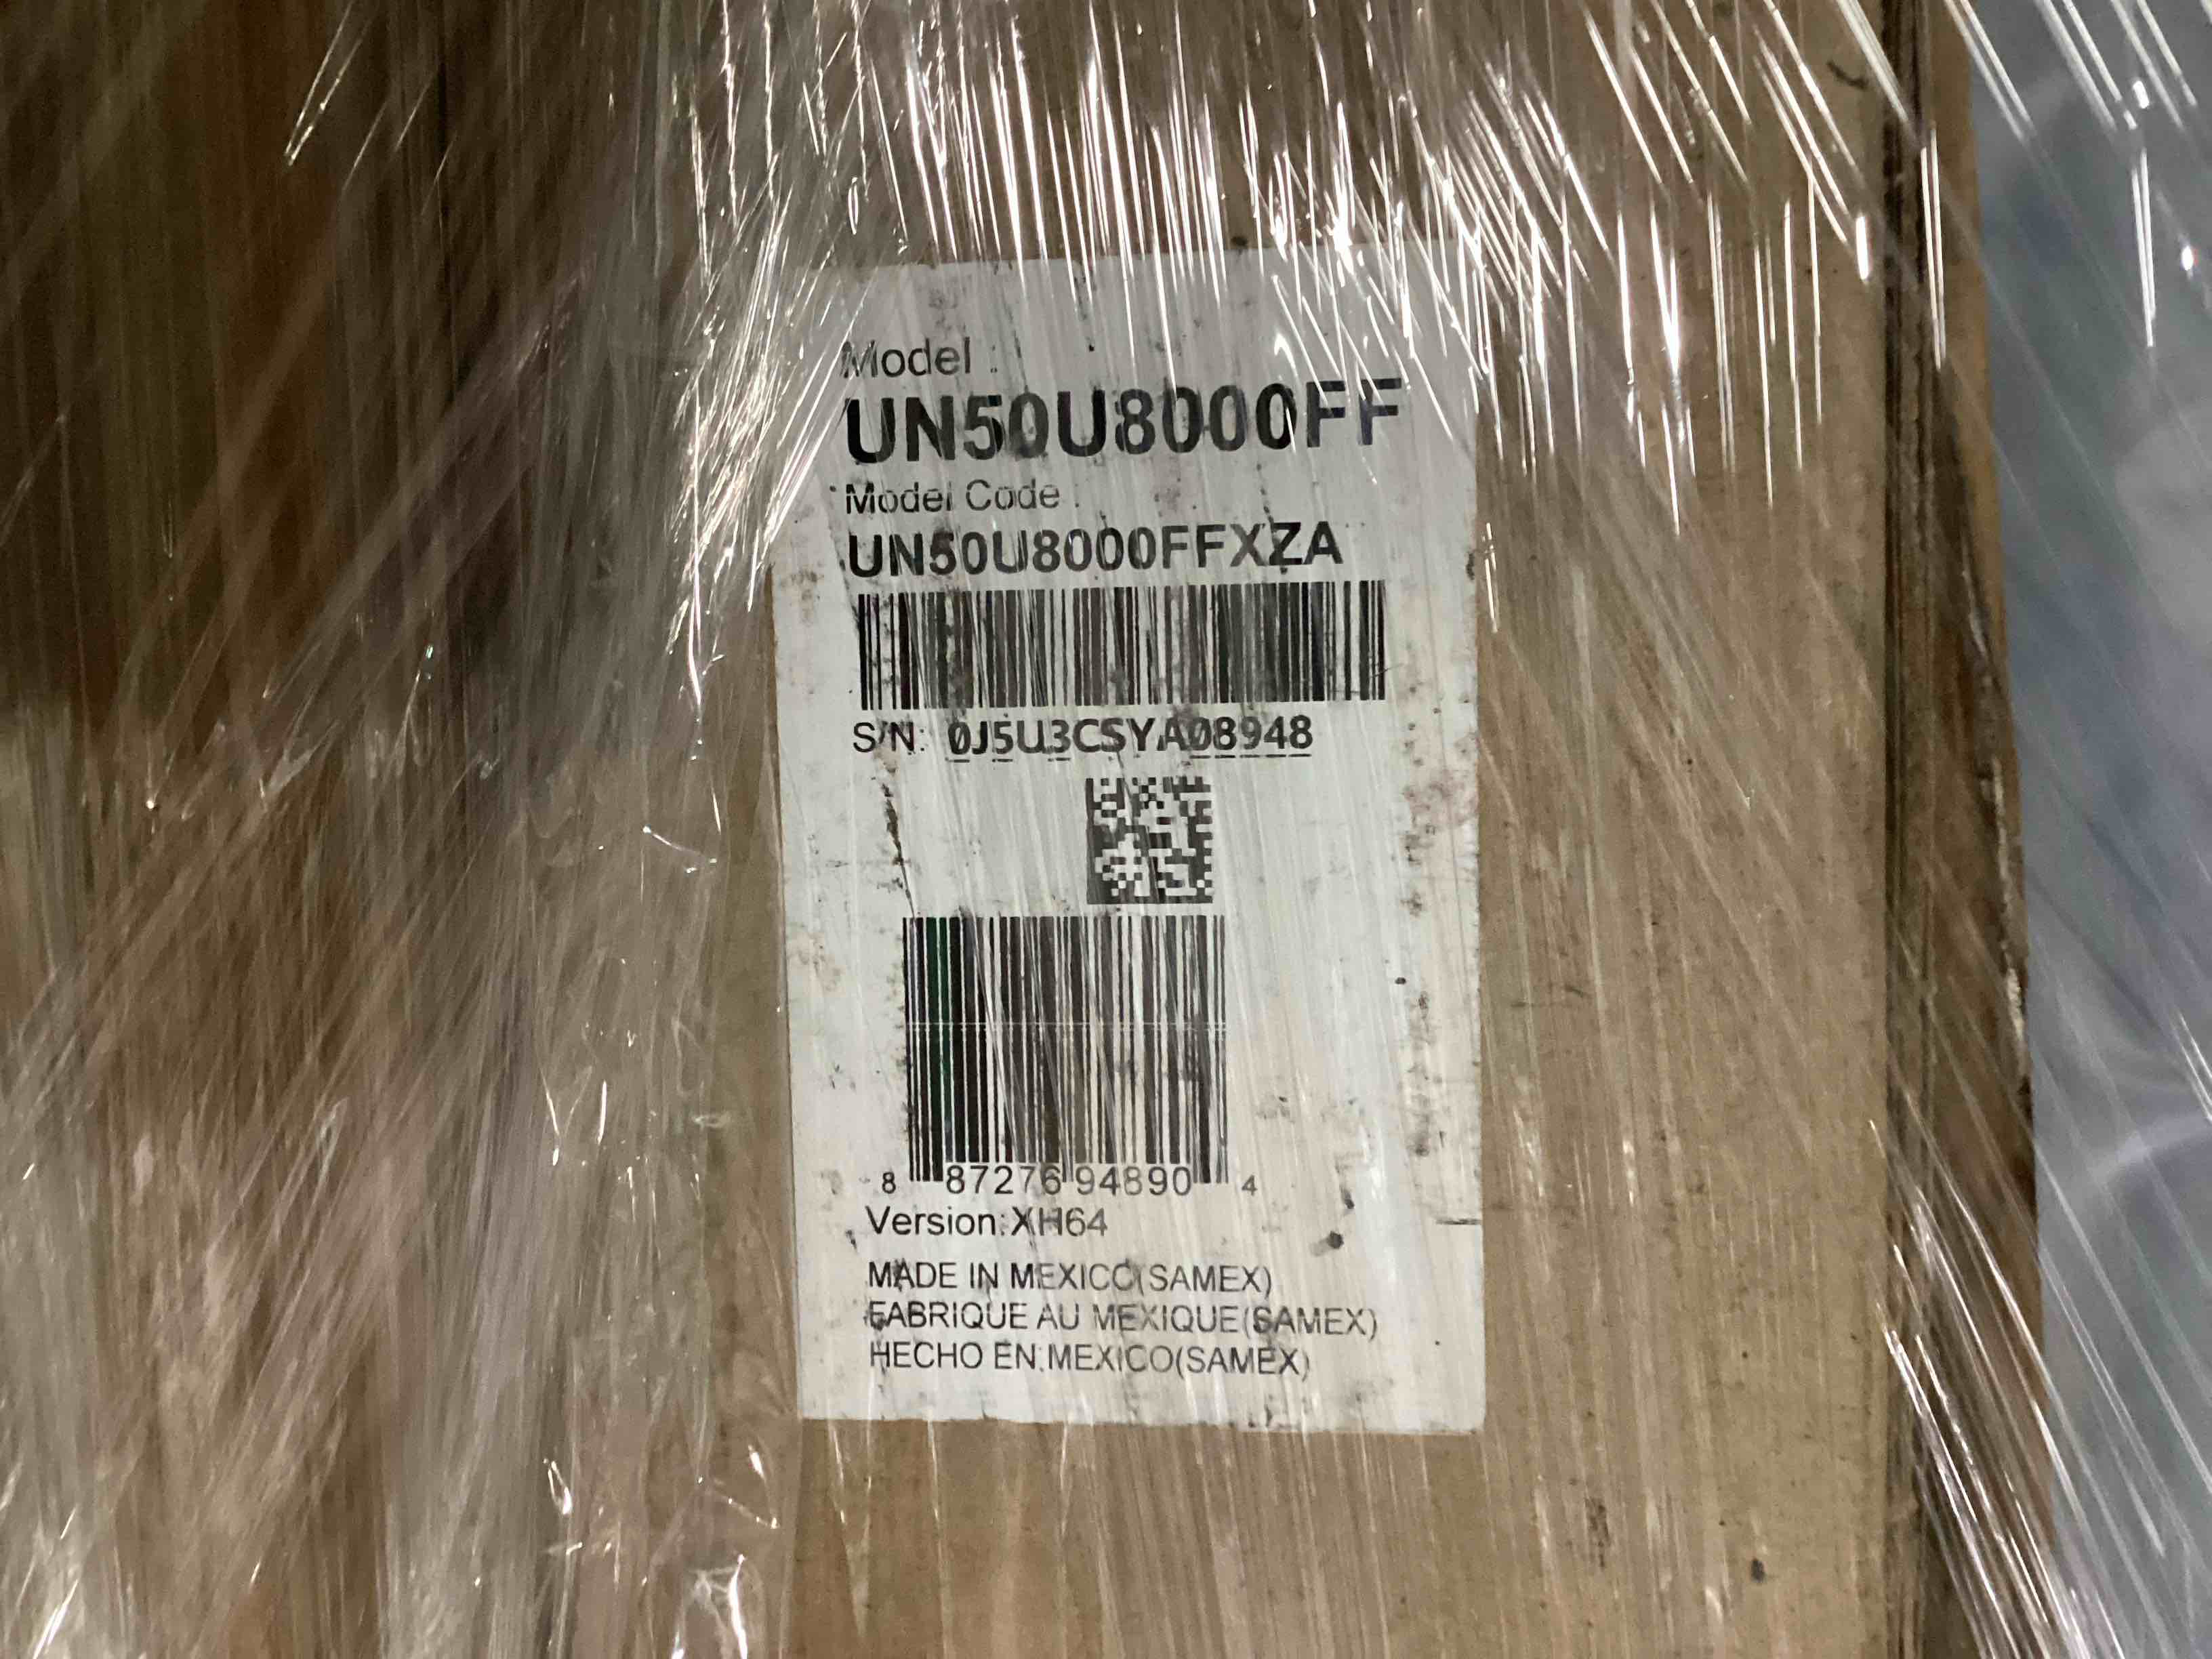 Model :
UN50U8000FF
Model Code :
UN50U8000FFXZA
S/N: 0J5U3CSYA08948
8 87276 94890 4
Version:XH64
MADE IN MEXICO(SAMEX)
FABRIQUE AU MEXIQUE(SAMEX)
HECHO EN MEXICO(SAMEX)